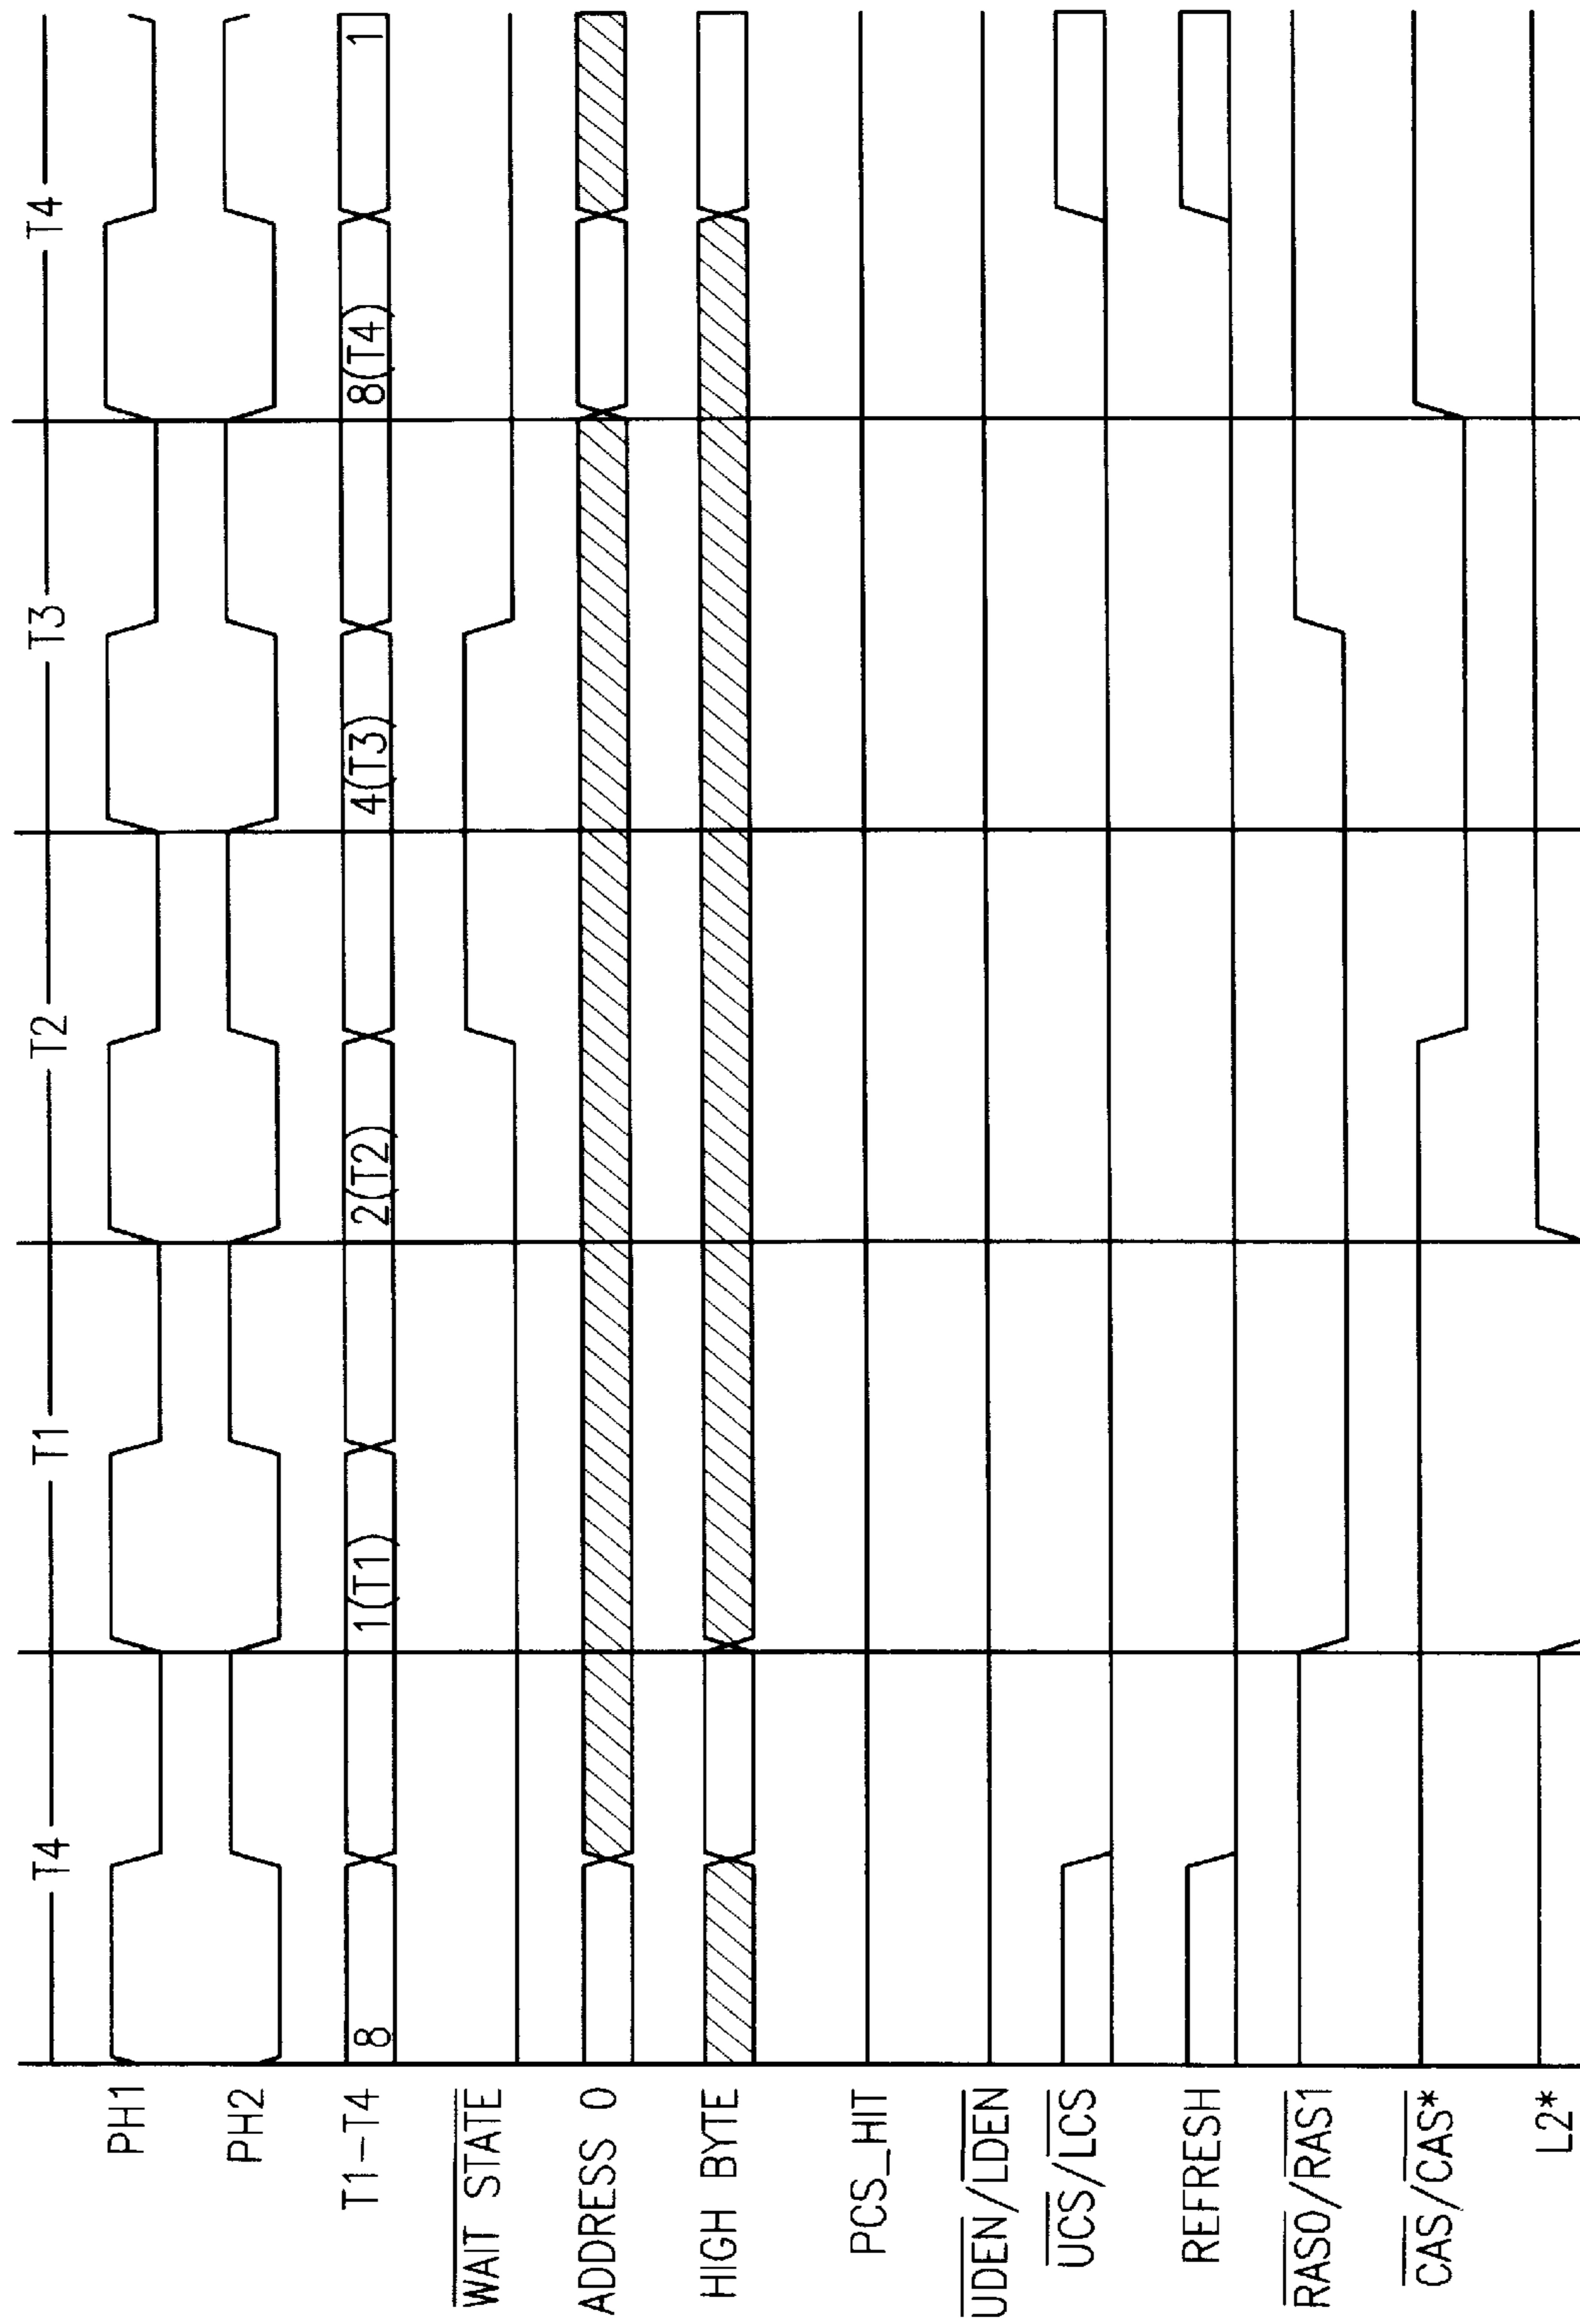 T4 T1 T2 T3 T4
PH1
PH2
T1-T4 8 1(T1) 2(T2) 4(T3) 8(T4) 1
WAIT STATE
ADDRESS 0
HIGH BYTE
PCS_HIT
UDEN/LDEN
UCS/LCS
REFRESH
RAS0/RAS1
CAS/CAS*
L2*